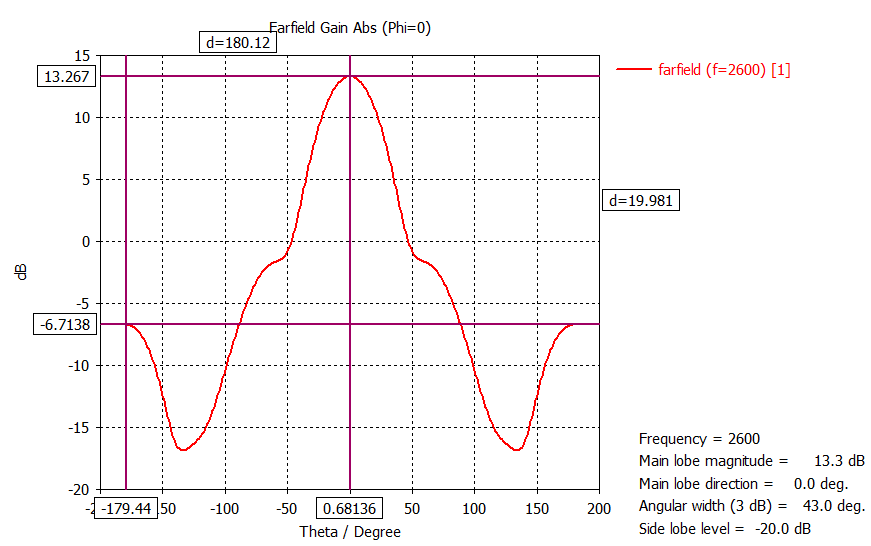 Farfield Gain Abs (Phi=0)
d=180.12
15
13.267
farfield (f=2600) [1]
10
5
d=19.981
0
dB
-5
-6.7138
-10
-15
-20
-179.44
-100
-50
0.68136
50
100
150
200
Theta / Degree
Frequency = 2600
Main lobe magnitude = 13.3 dB
Main lobe direction = 0.0 deg.
Angular width (3 dB) = 43.0 deg.
Side lobe level = -20.0 dB